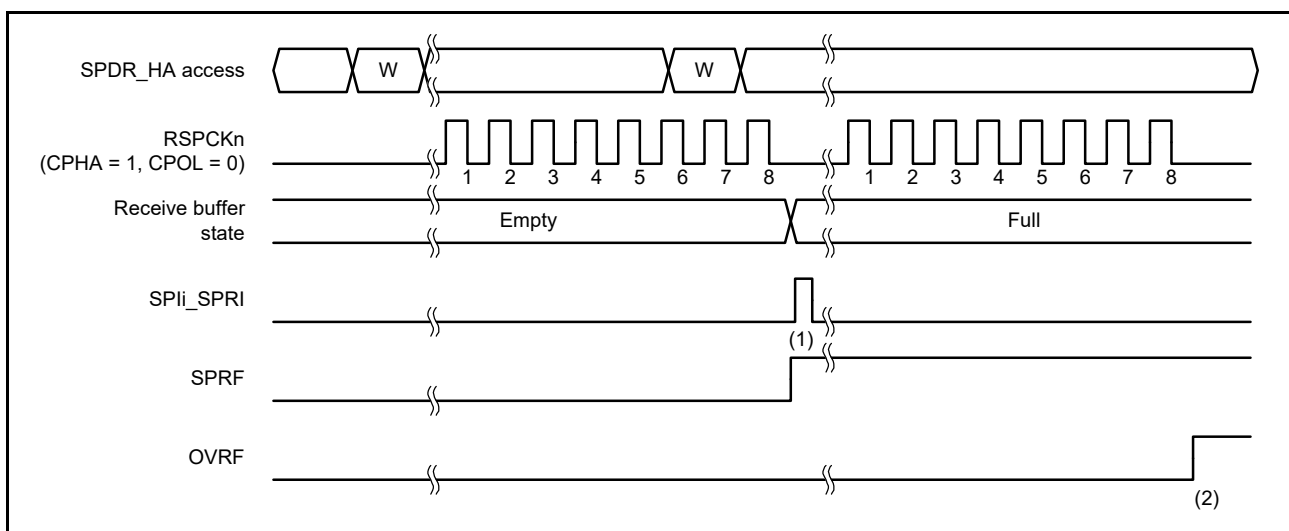 SPDR_HA access
W
W
RSPCKn
(CPHA = 1, CPOL = 0)
1 2 3 4 5 6 7 8
1 2 3 4 5 6 7 8
Receive buffer
state
Empty
Full
SPIi_SPRI
(1)
SPRF
OVRF
(2)